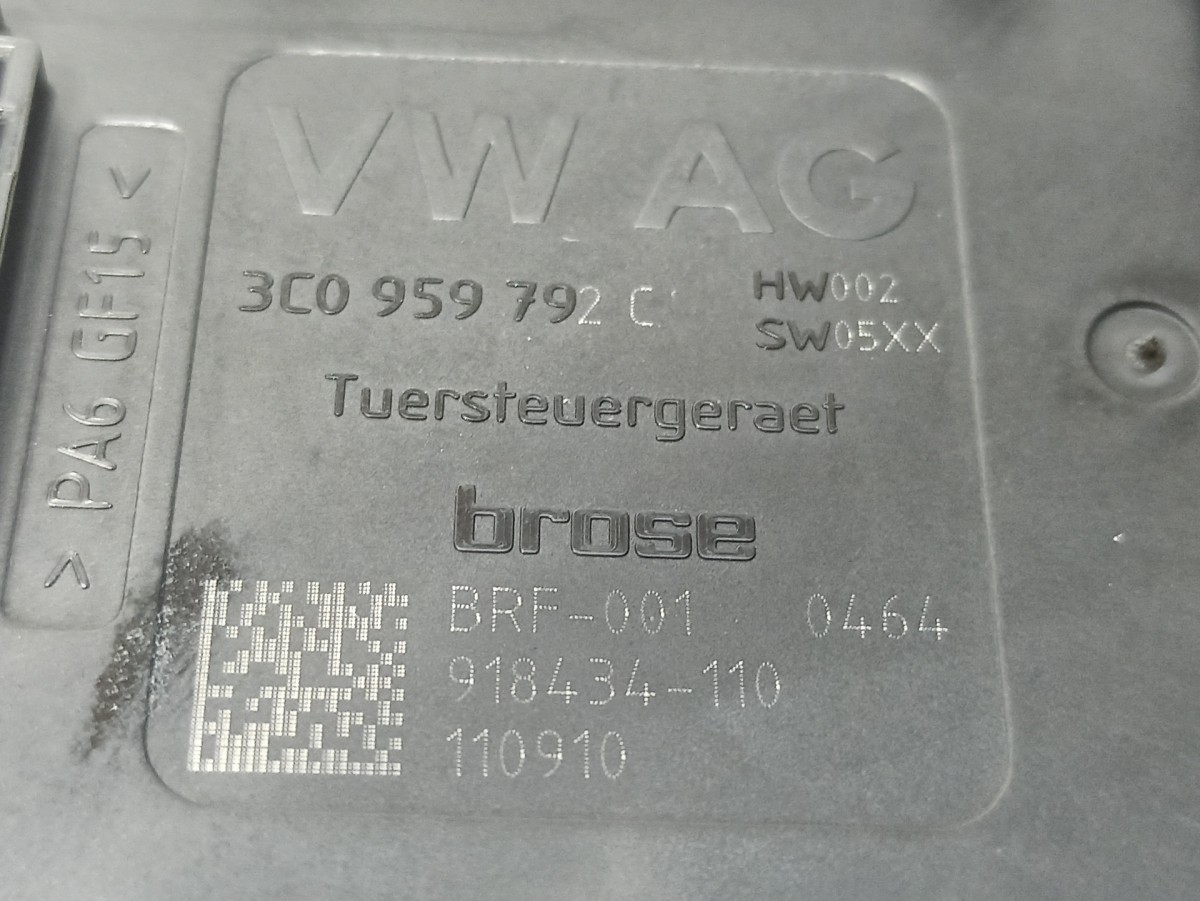 VW AG
3C0 959 792 C HW002
SW05XX
Tuersteuergeraet
brose
BRF-001 0464
918434-110
110910
> PA6 GF15 <